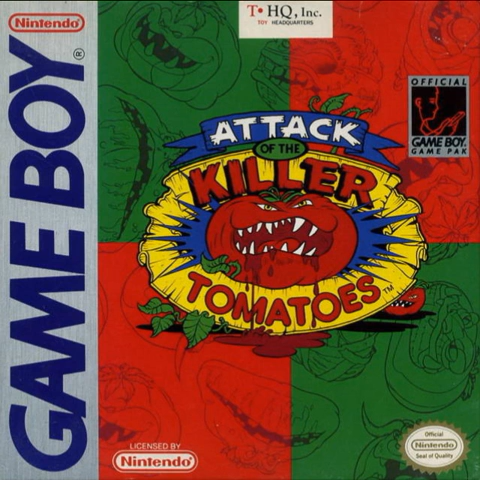 Nintendo®
GAME BOY
T•HQ, Inc.
TOY HEADQUARTERS
OFFICIAL
GAME BOY
GAME PAK
ATTACK
OF THE
KILLER
TOMATOES™
LICENSED BY
Nintendo
Official
Nintendo
Seal of Quality